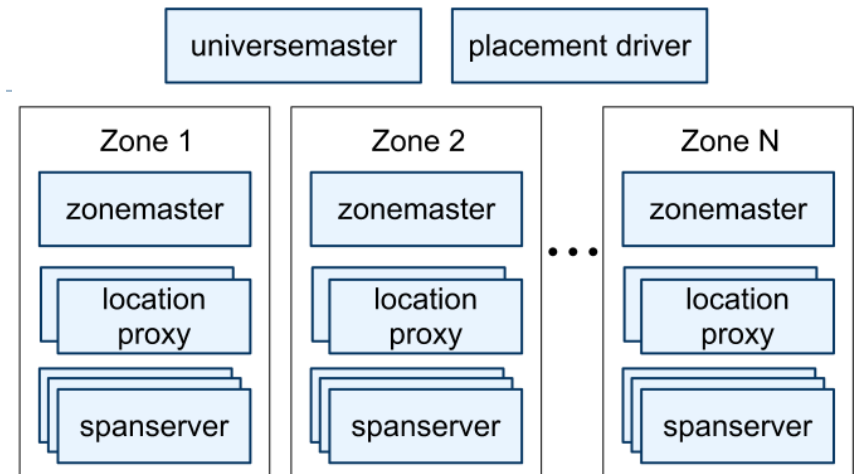 universemaster
placement driver
Zone 1
Zone 2
Zone N
zonemaster
zonemaster
...
zonemaster
location
proxy
location
proxy
location
proxy
spanserver
spanserver
spanserver